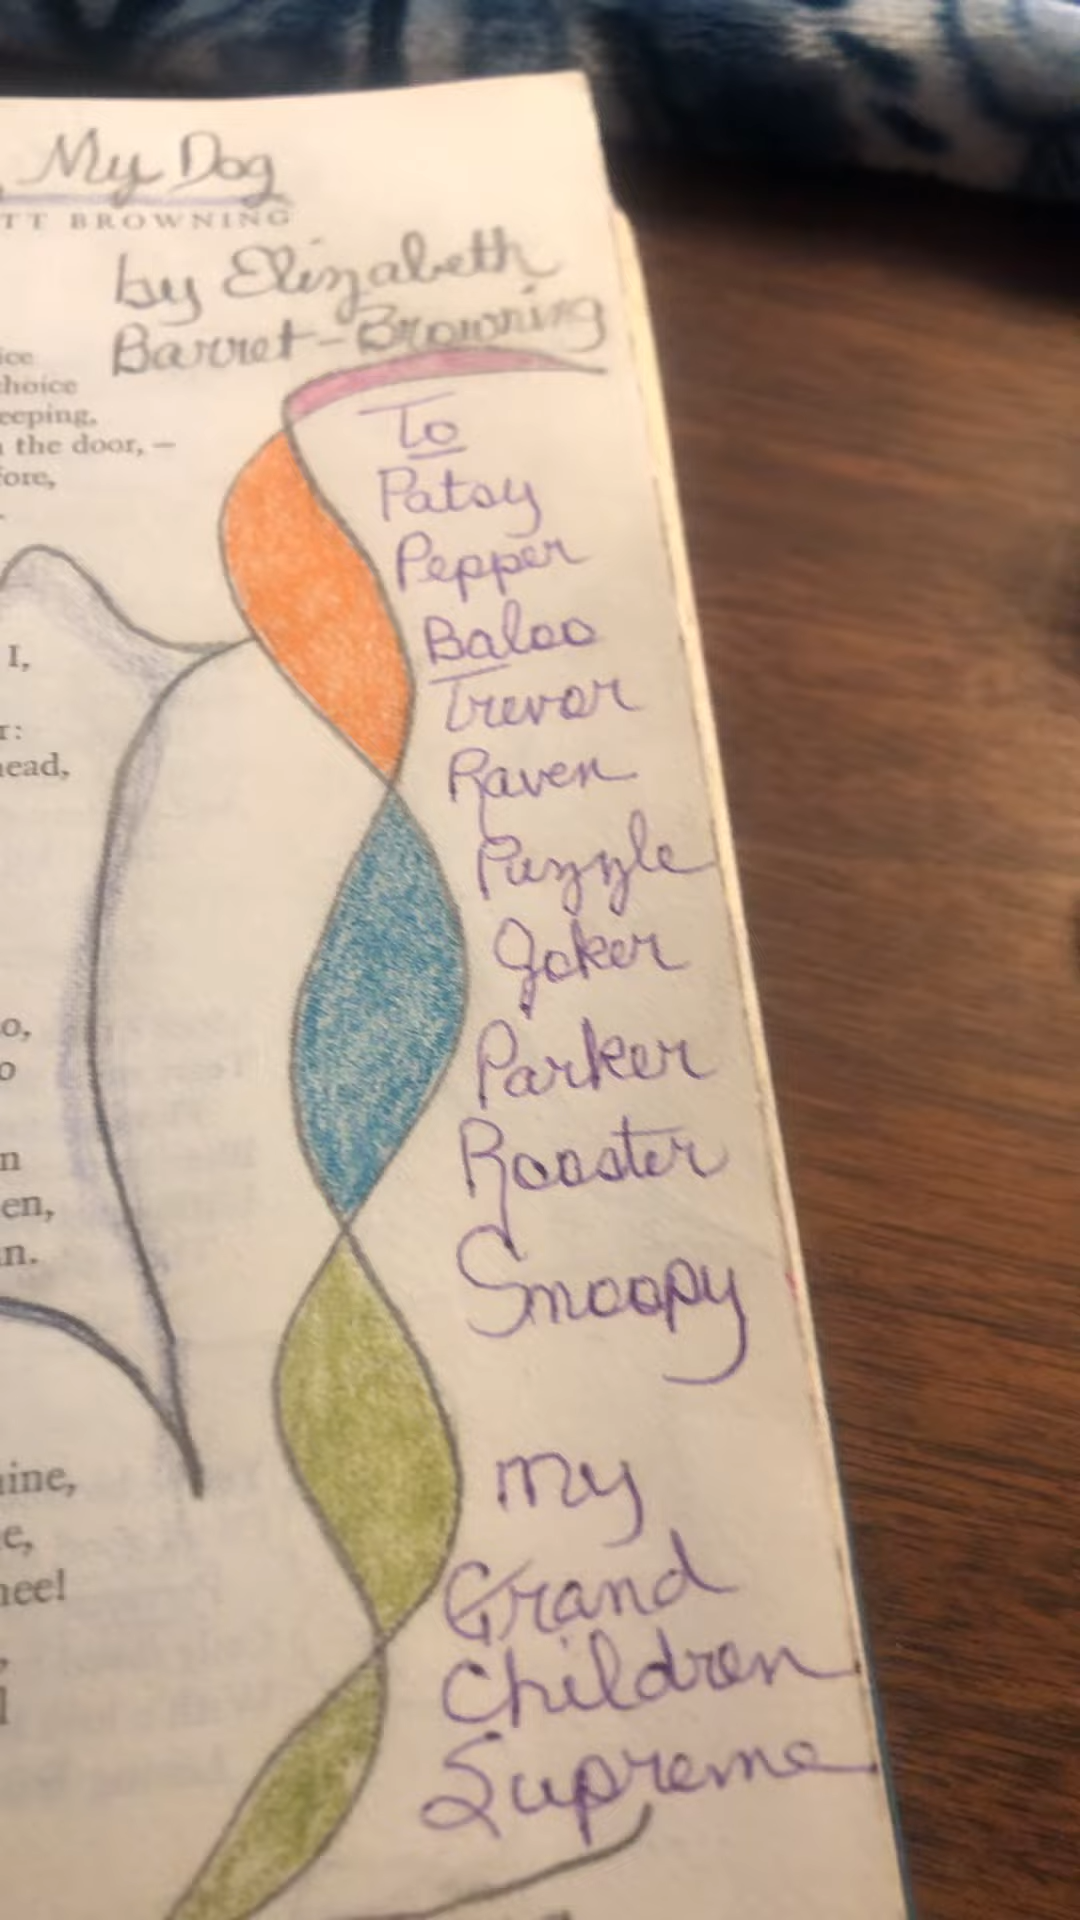 , My Dog
TT BROWNING
by Elizabeth
Barret-Browning
ice
choice
eeping,
the door, —
fore,
To
Patsy
Pepper
Baloo
I,
Trevor
r:
head,
Raven
Puzzle
Joker
o,
o
Parker
n
Rooster
en,
n.
Snoopy
My
nine,
e,
Grand
hee!
Children
Supreme